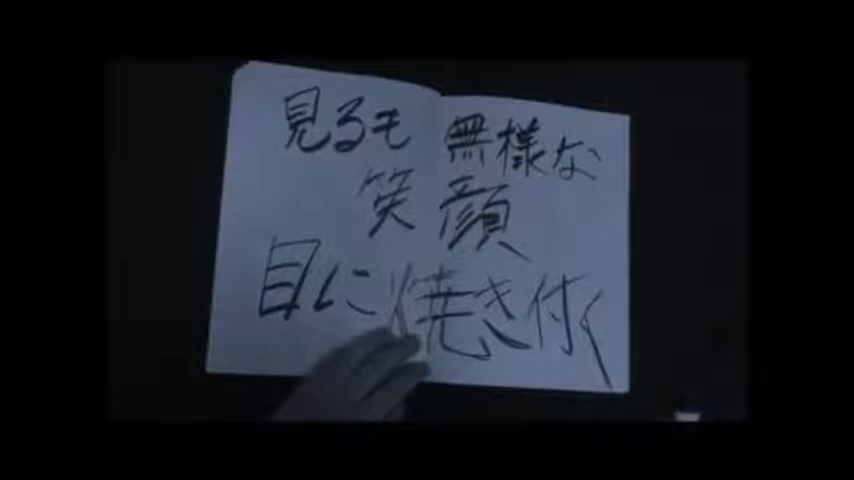 見るも 無様な
笑顔
目に焼き付く